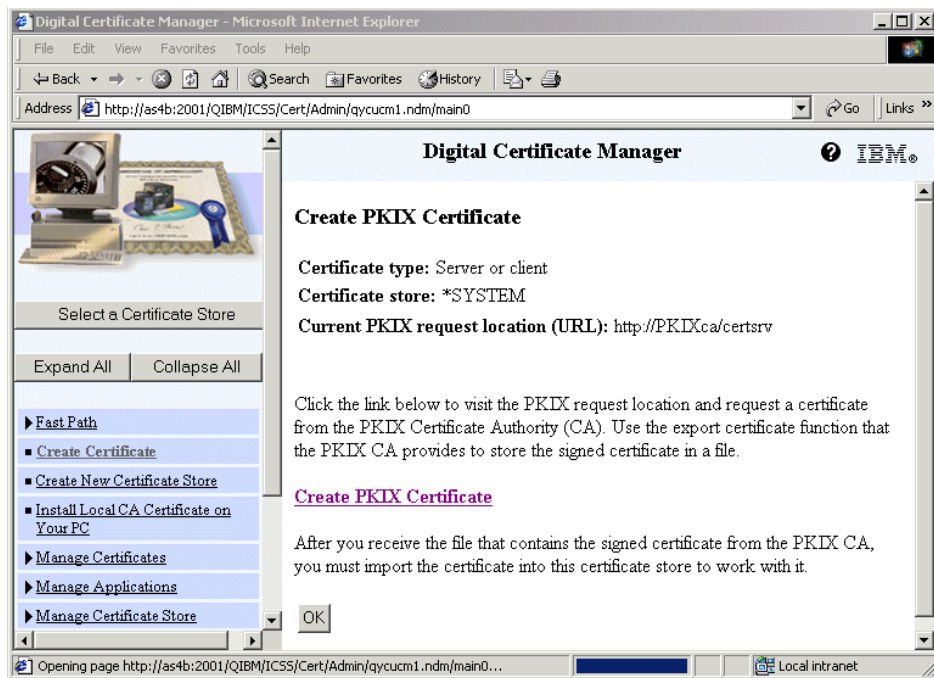 Digital Certificate Manager - Microsoft Internet Explorer
File Edit View Favorites Tools Help
Back Search Favorites History
Address http://as4b:2001/QIBM/ICSS/Cert/Admin/qycucm1.ndm/main0 Go Links »
Digital Certificate Manager
IBM®
Select a Certificate Store
Expand All Collapse All
Fast Path
Create Certificate
Create New Certificate Store
Install Local CA Certificate on
Your PC
Manage Certificates
Manage Applications
Manage Certificate Store
Create PKIX Certificate
Certificate type: Server or client
Certificate store: *SYSTEM
Current PKIX request location (URL): http://PKIXca/certsrv
Click the link below to visit the PKIX request location and request a certificate
from the PKIX Certificate Authority (CA). Use the export certificate function that
the PKIX CA provides to store the signed certificate in a file.
Create PKIX Certificate
After you receive the file that contains the signed certificate from the PKIX CA,
you must import the certificate into this certificate store to work with it.
OK
Opening page http://as4b:2001/QIBM/ICSS/Cert/Admin/qycucm1.ndm/main0... Local intranet